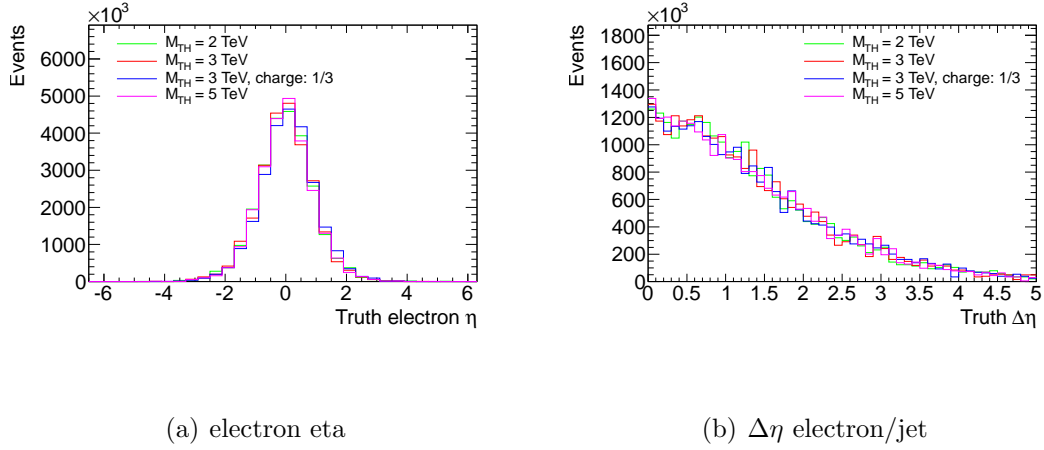 ×10³
Events
7000
6000
5000
4000
3000
2000
1000
0
M_TH = 2 TeV
M_TH = 3 TeV
M_TH = 3 TeV, charge: 1/3
M_TH = 5 TeV
-6 -4 -2 0 2 4 6
Truth electron η
(a) electron eta
×10³
Events
1800
1600
1400
1200
1000
800
600
400
200
0
M_TH = 2 TeV
M_TH = 3 TeV
M_TH = 3 TeV, charge: 1/3
M_TH = 5 TeV
0 0.5 1 1.5 2 2.5 3 3.5 4 4.5 5
Truth Δη
(b) Δη electron/jet